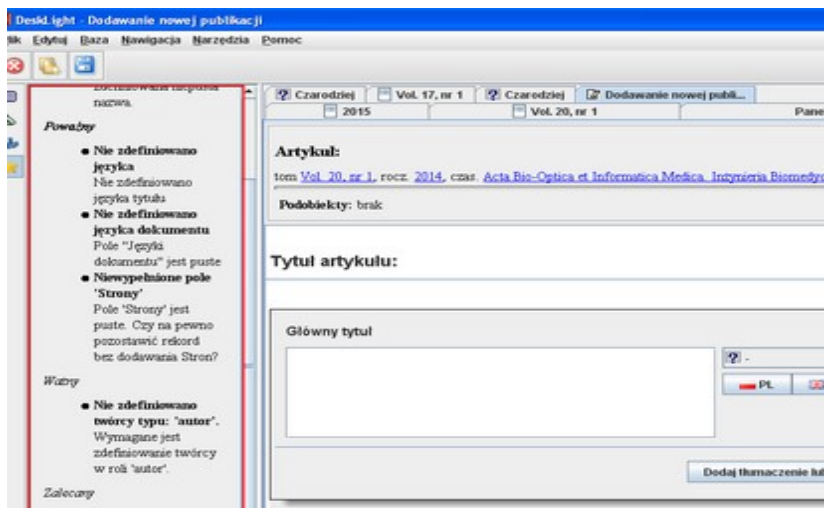 DeskLight - Dodawanie nowej publikacji
Edytuj Baza Nawigacja Narzędzia Pomoc
nazwa.
Poważny
Nie zdefiniowano
języka
Nie zdefiniowano
języka tytułu
Nie zdefiniowano
języka dokumentu
Pole "Języki
dokumentu" jest puste
Niewypełnione pole
'Strony'
Pole 'Strony' jest
puste. Czy na pewno
pozostawić rekord
bez dodawania Stron?
Ważny
Nie zdefiniowano
twórcy typu: 'autor'.
Wymagane jest
zdefiniowanie twórcy
w roli 'autor'.
Zalecany
Czarodziej Vol. 17, nr 1 Czarodziej Dodawanie nowej publi...
2015 Vol. 20, nr 1 Pane
Artykuł:
tom Vol. 20, nr 1, rocz. 2014, czas. Acta Bio-Optica et Informatica Medica. Inżynieria Biomedyc
Podobiekty: brak
Tytuł artykułu:
Główny tytuł
-
PL
Dodaj tłumaczenie lub